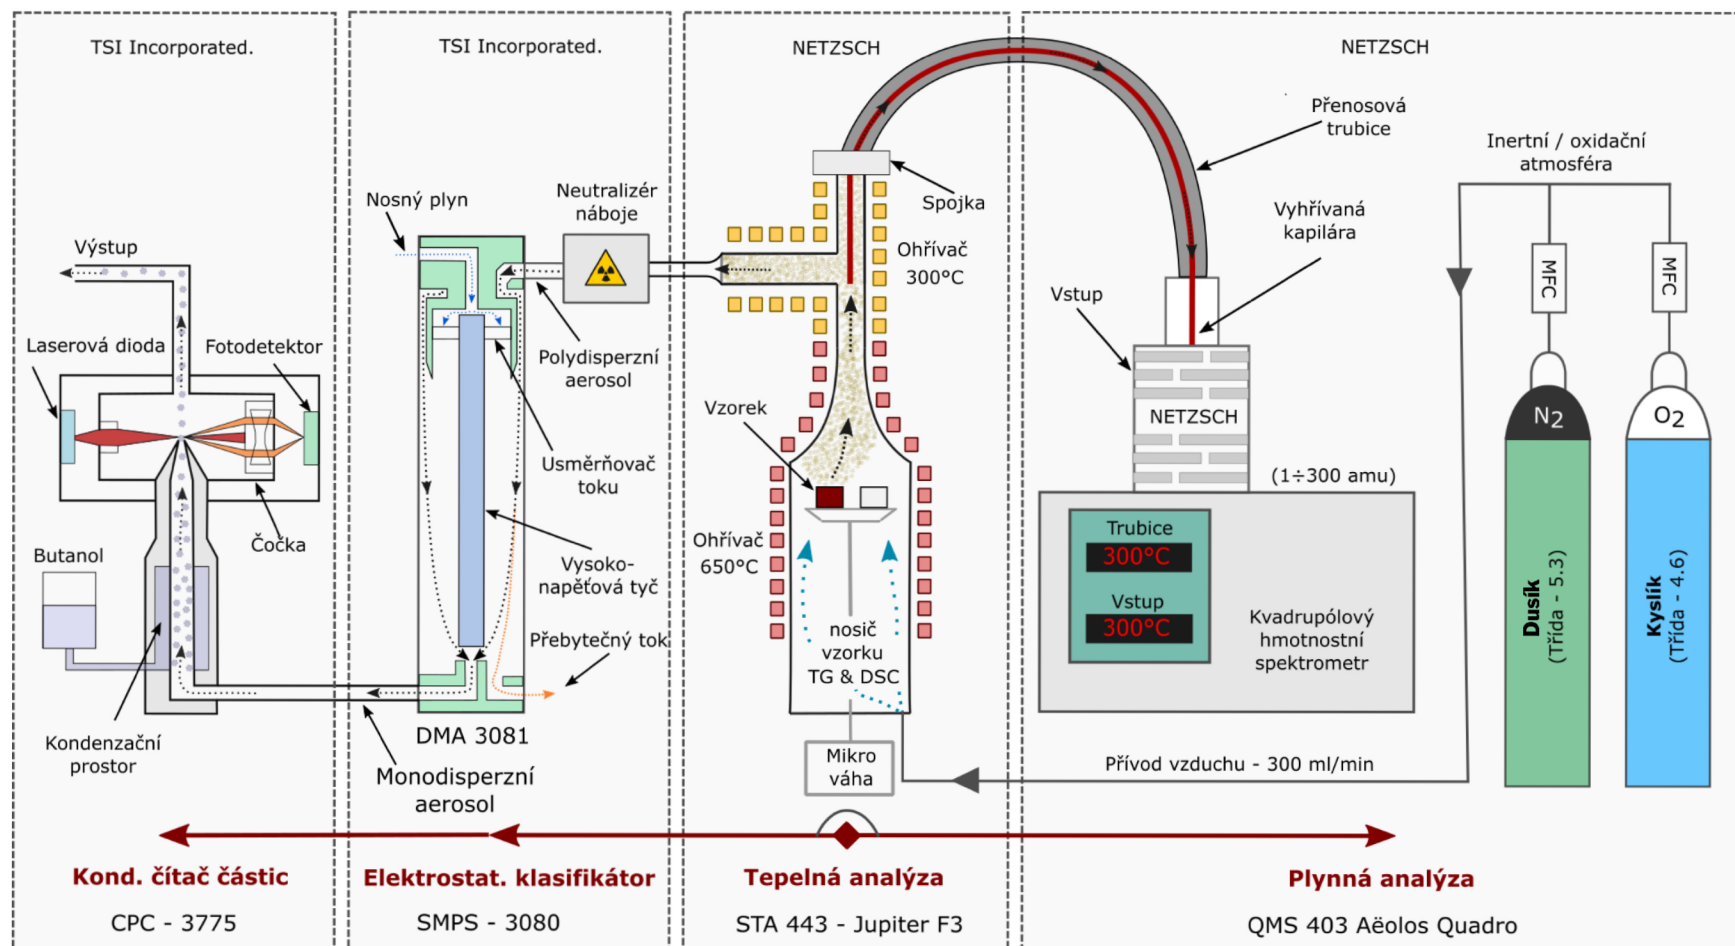 TSI Incorporated.
Výstup
Laserová dioda
Fotodetektor
Butanol
Čočka
Kondenzační
prostor
Kond. čítač částic
CPC - 3775
TSI Incorporated.
Nosný plyn
Neutralizér
náboje
Polydisperzní
aerosol
Usměrňovač
toku
Vysoko-
napěťová tyč
Přebytečný tok
DMA 3081
Monodisperzní
aerosol
Elektrostat. klasifikátor
SMPS - 3080
NETZSCH
Spojka
Ohřívač
300°C
Vzorek
Ohřívač
650°C
nosič
vzorku
TG & DSC
Mikro
váha
Tepelná analýza
STA 443 - Jupiter F3
NETZSCH
Přenosová
trubice
Inertní / oxidační
atmosféra
Vyhřívaná
kapilára
Vstup
MFC
MFC
NETZSCH
N2
O2
(1÷300 amu)
Trubice
300°C
Vstup
300°C
Kvadrupólový
hmotnostní
spektrometr
Dusík
(Třída - 5.3)
Kyslík
(Třída - 4.6)
Přívod vzduchu - 300 ml/min
Plynná analýza
QMS 403 Aëolos Quadro